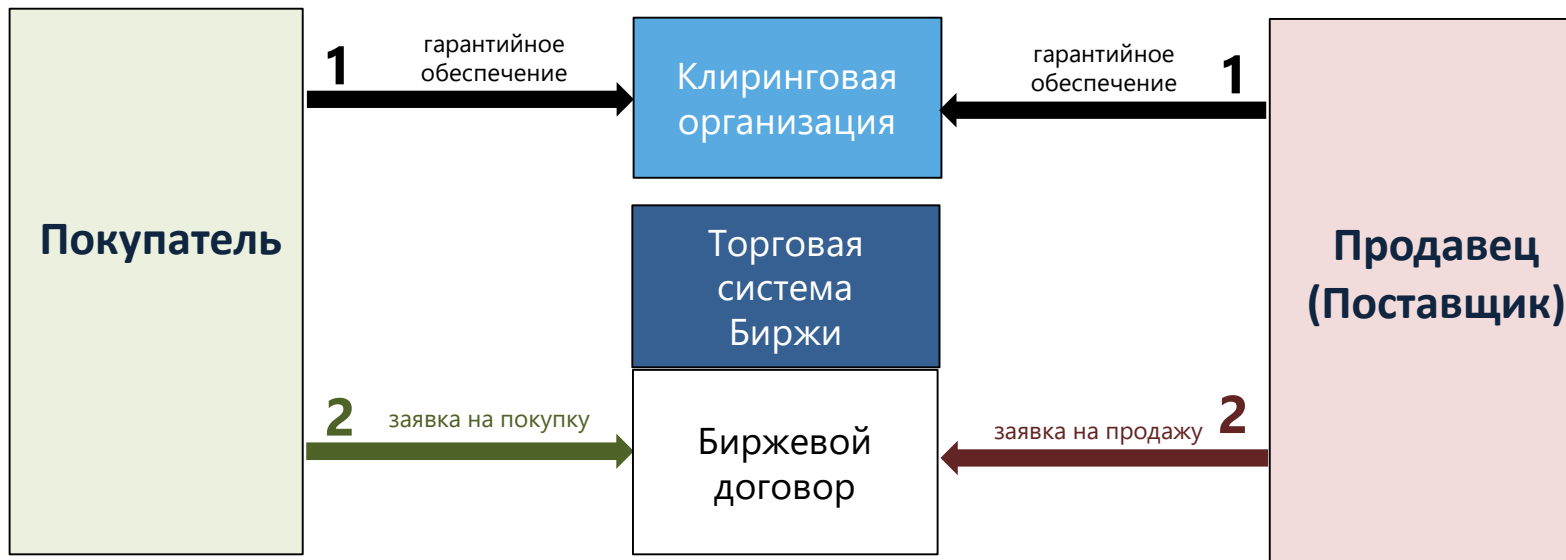 1
гарантийное
обеспечение
Клиринговая
организация
гарантийное
обеспечение
1
Покупатель
Торговая
система
Биржи
Продавец
(Поставщик)
2
заявка на покупку
Биржевой
договор
заявка на продажу
2